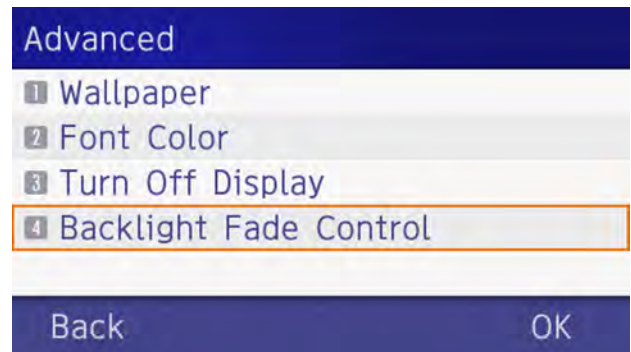 Advanced
1 Wallpaper
2 Font Color
3 Turn Off Display
4 Backlight Fade Control
Back OK